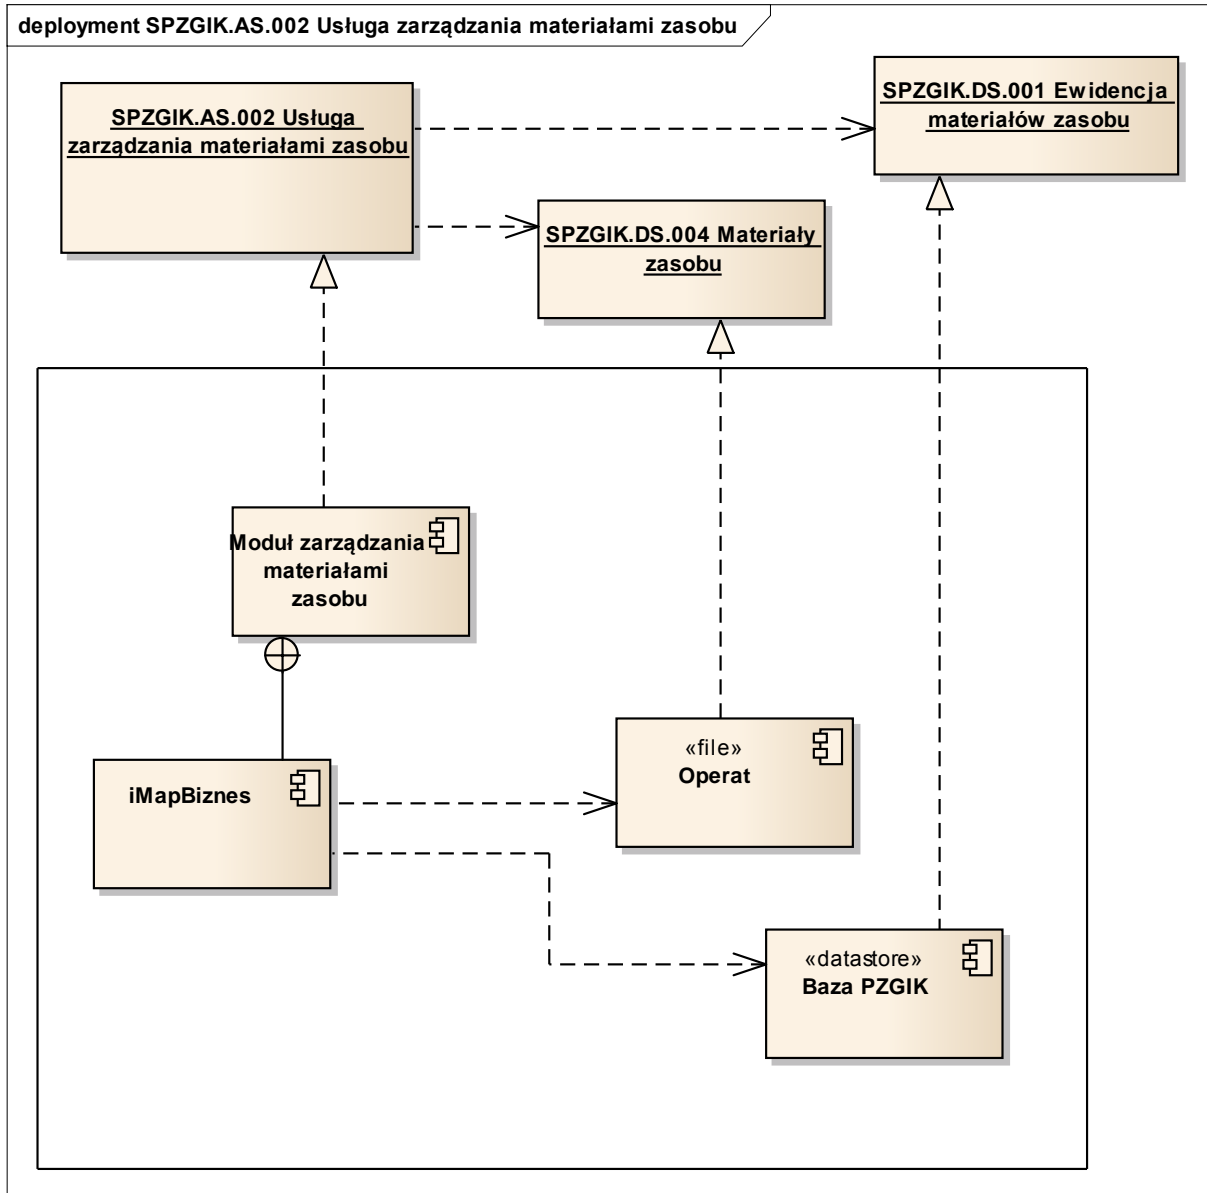 deployment SPZGIK.AS.002 Usługa zarządzania materiałami zasobu
SPZGIK.AS.002 Usługa
zarządzania materiałami zasobu
SPZGIK.DS.001 Ewidencja
materiałów zasobu
SPZGIK.DS.004 Materiały
zasobu
Moduł zarządzania
materiałami
zasobu
«file»
Operat
iMapBiznes
«datastore»
Baza PZGIK